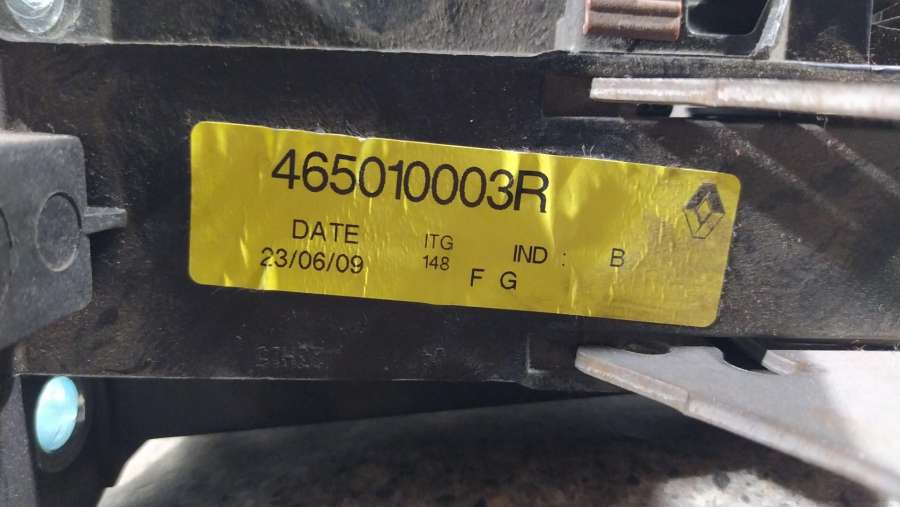 465010003R
DATE ITG IND : B
23/06/09 148 F G